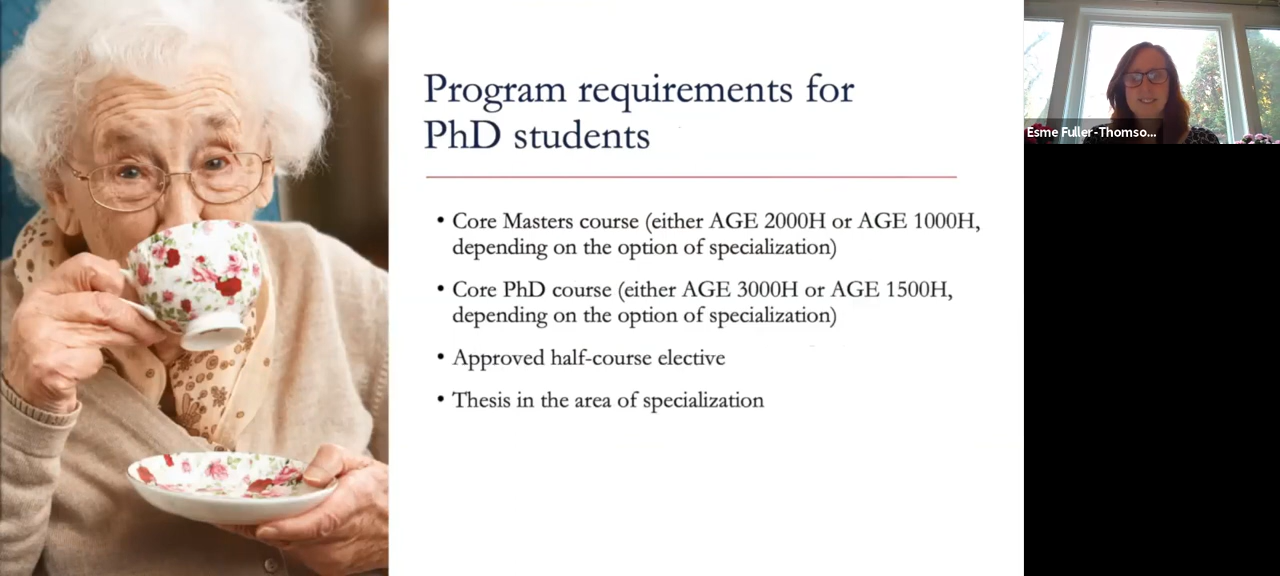 Program requirements for
PhD students
• Core Masters course (either AGE 2000H or AGE 1000H,
depending on the option of specialization)
• Core PhD course (either AGE 3000H or AGE 1500H,
depending on the option of specialization)
• Approved half-course elective
• Thesis in the area of specialization
Esme Fuller-Thomso...